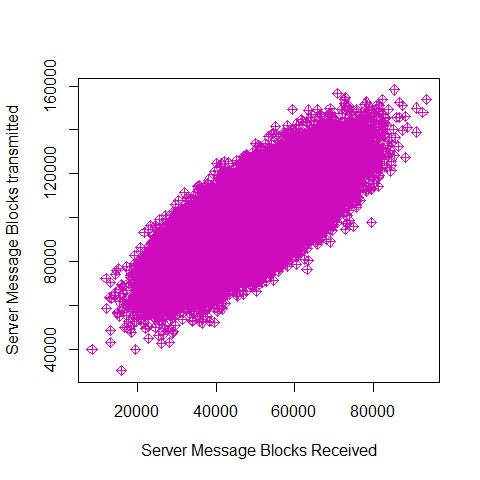 Server Message Blocks transmitted
160000
120000
80000
40000
20000 40000 60000 80000
Server Message Blocks Received